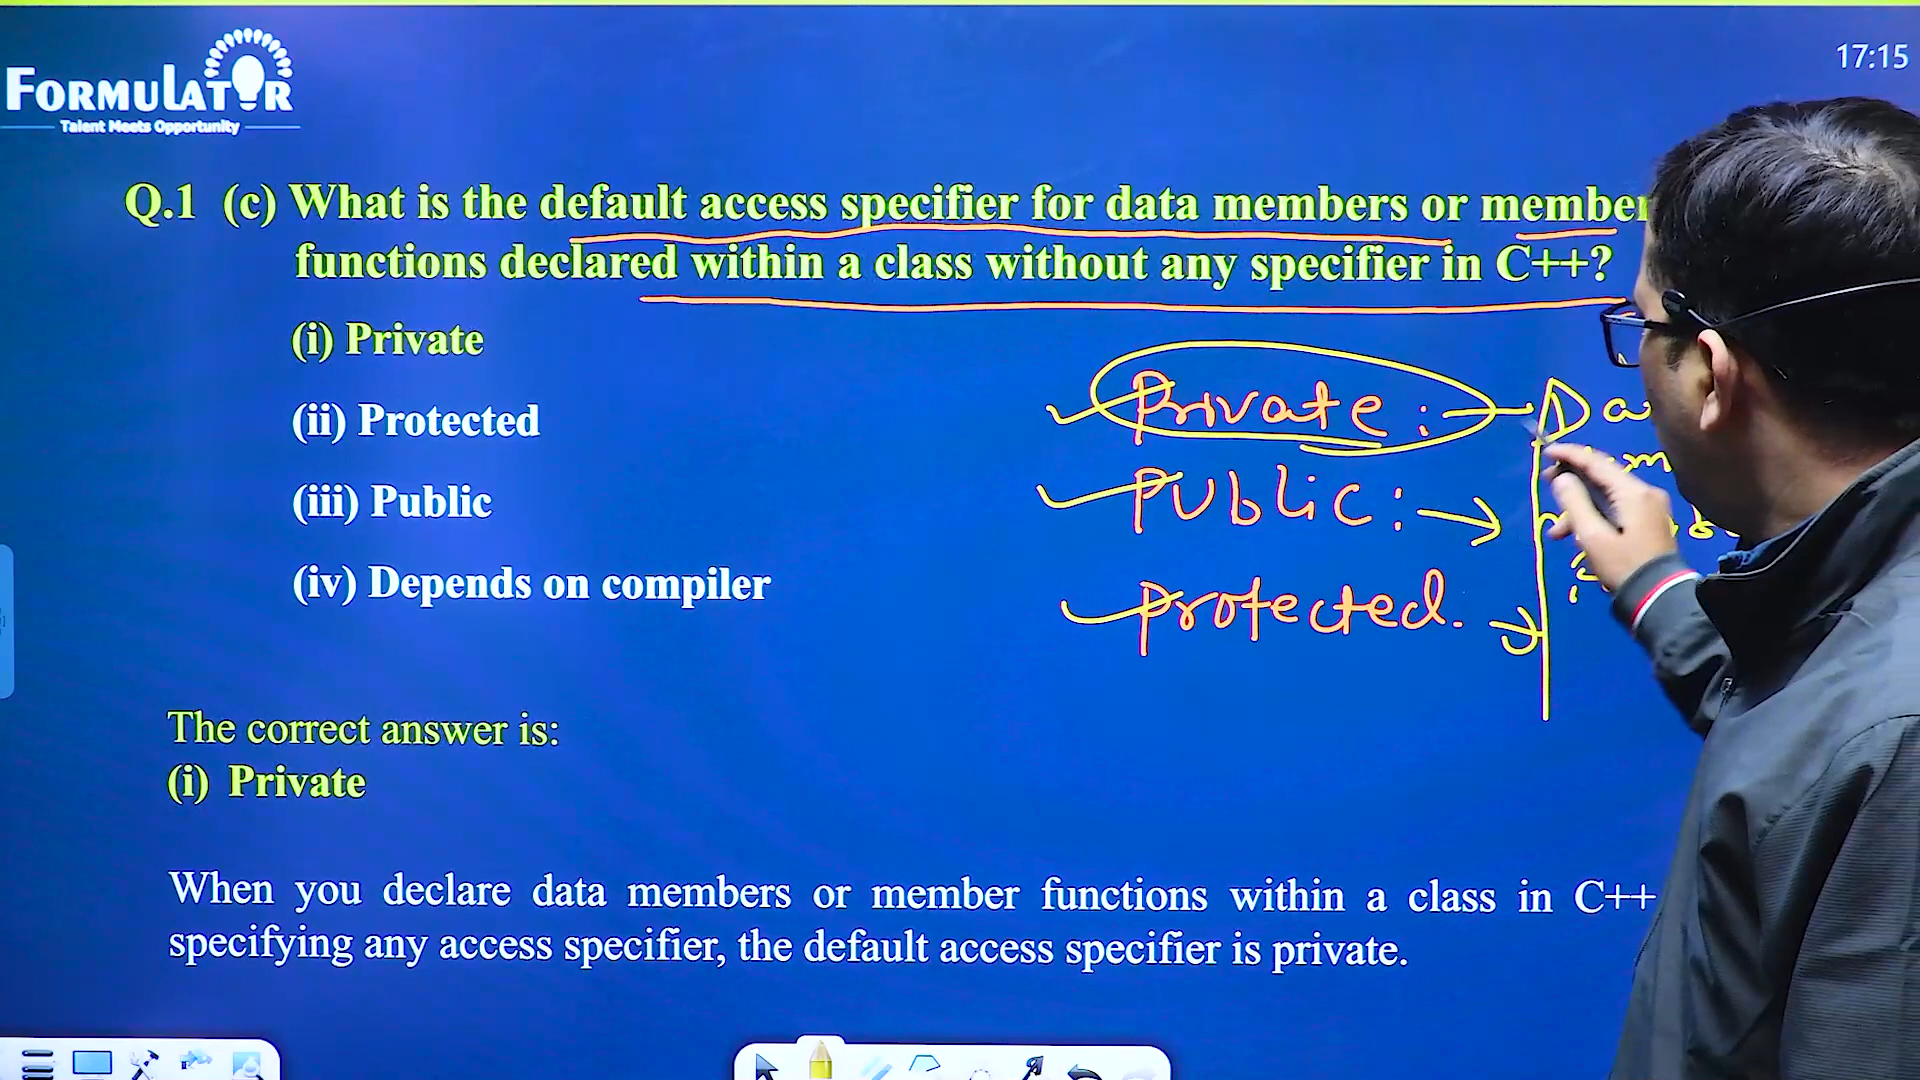 FORMULATOR
Talent Meets Opportunity
17:15
Q.1 (c) What is the default access specifier for data members or member
functions declared within a class without any specifier in C++?
(i) Private
(ii) Protected
(iii) Public
(iv) Depends on compiler
Private :
PUblic :
Protected.
The correct answer is:
(i) Private
When you declare data members or member functions within a class in C++
specifying any access specifier, the default access specifier is private.